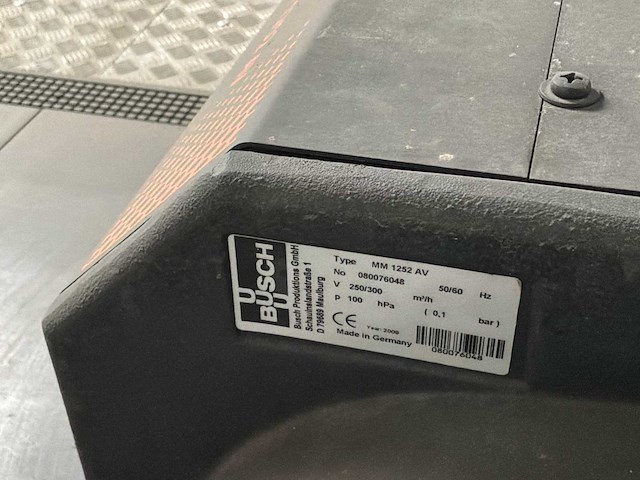 U
BUSCH
U
Busch Produktions GmbH
Schauinslandstraße 1
D 79689 Maulburg
Type MM 1252 AV
No 080076048 50/60 Hz
V 250/300 m³/h
p 100 hPa ( 0,1 bar )
CE Year: 2009
Made in Germany
080076048